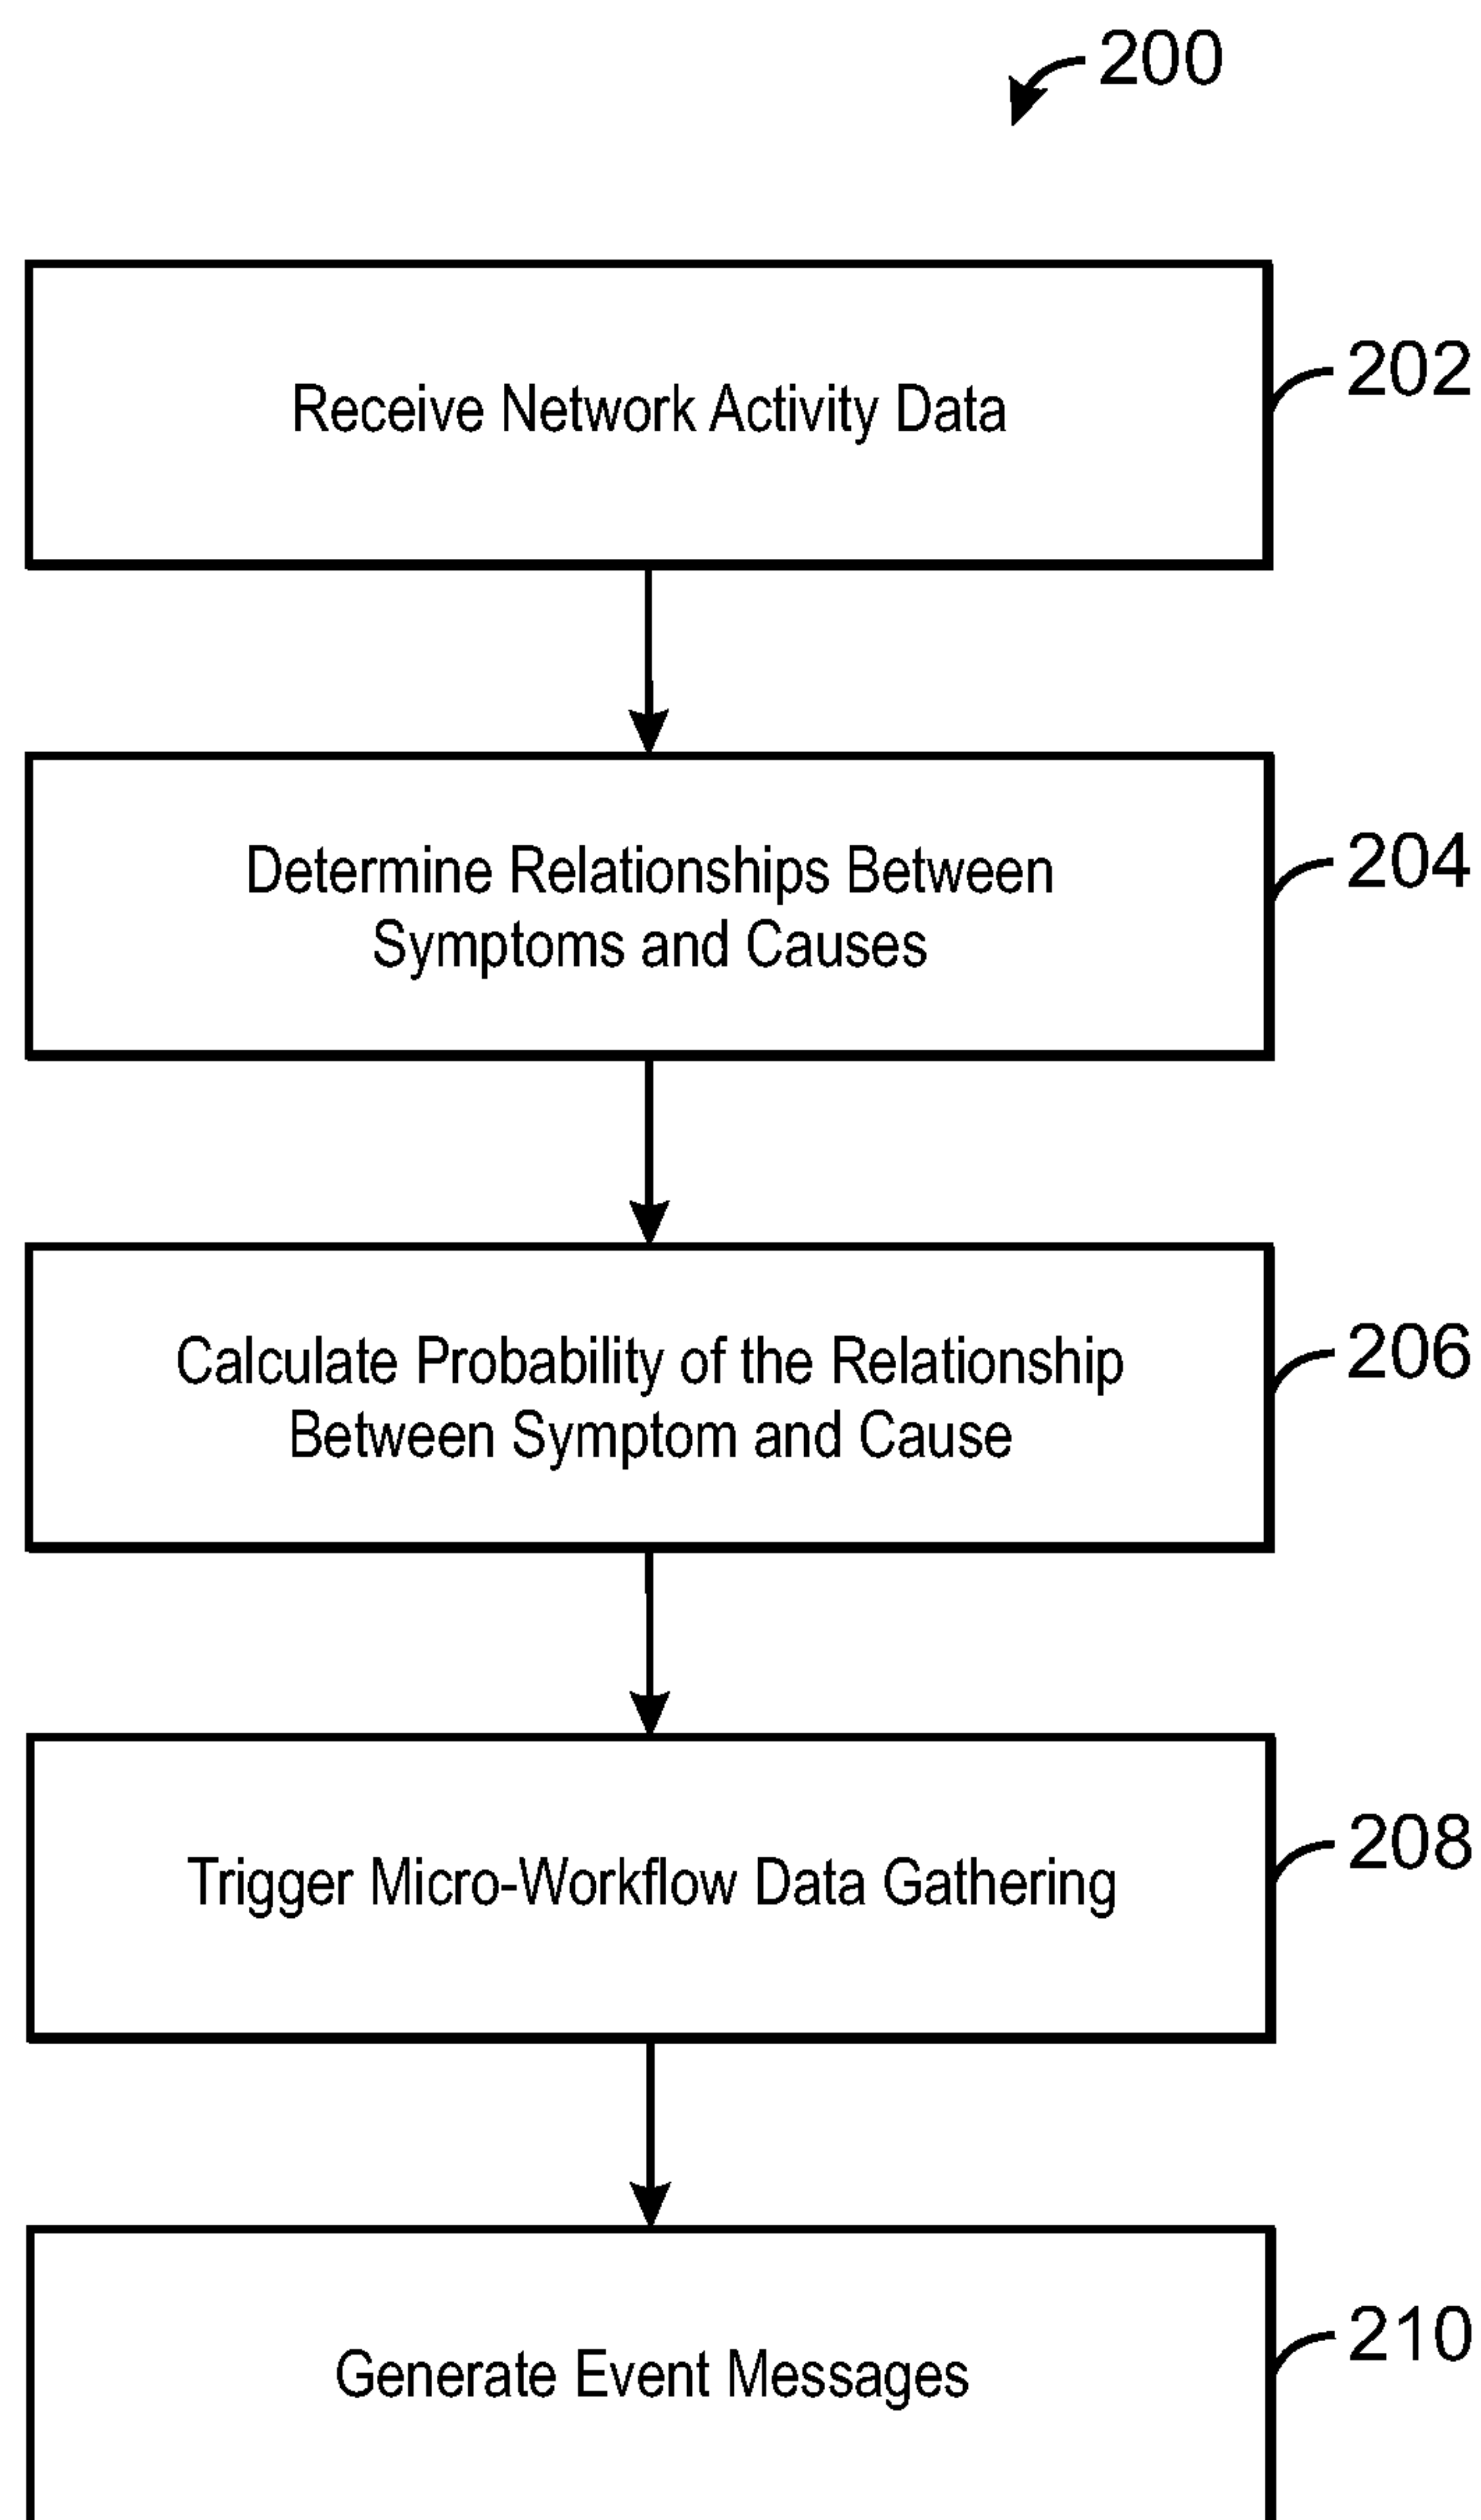 200
Receive Network Activity Data
202
Determine Relationships Between
Symptoms and Causes
204
Calculate Probability of the Relationship
Between Symptom and Cause
206
Trigger Micro-Workflow Data Gathering
208
Generate Event Messages
210